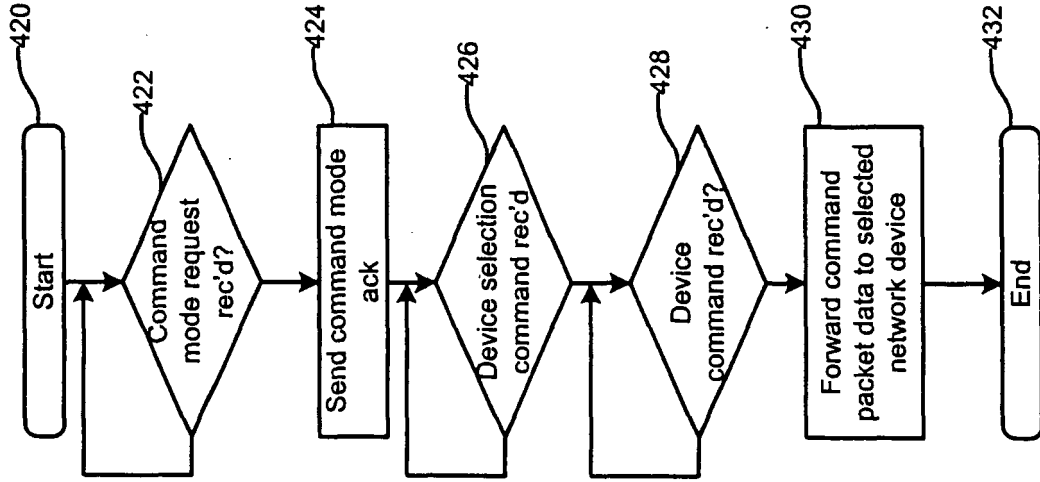 Start
420
Command
mode request
rec'd?
422
Send command mode
ack
424
Device selection
command rec'd
426
Device
command rec'd?
428
Forward command
packet data to selected
network device
430
End
432